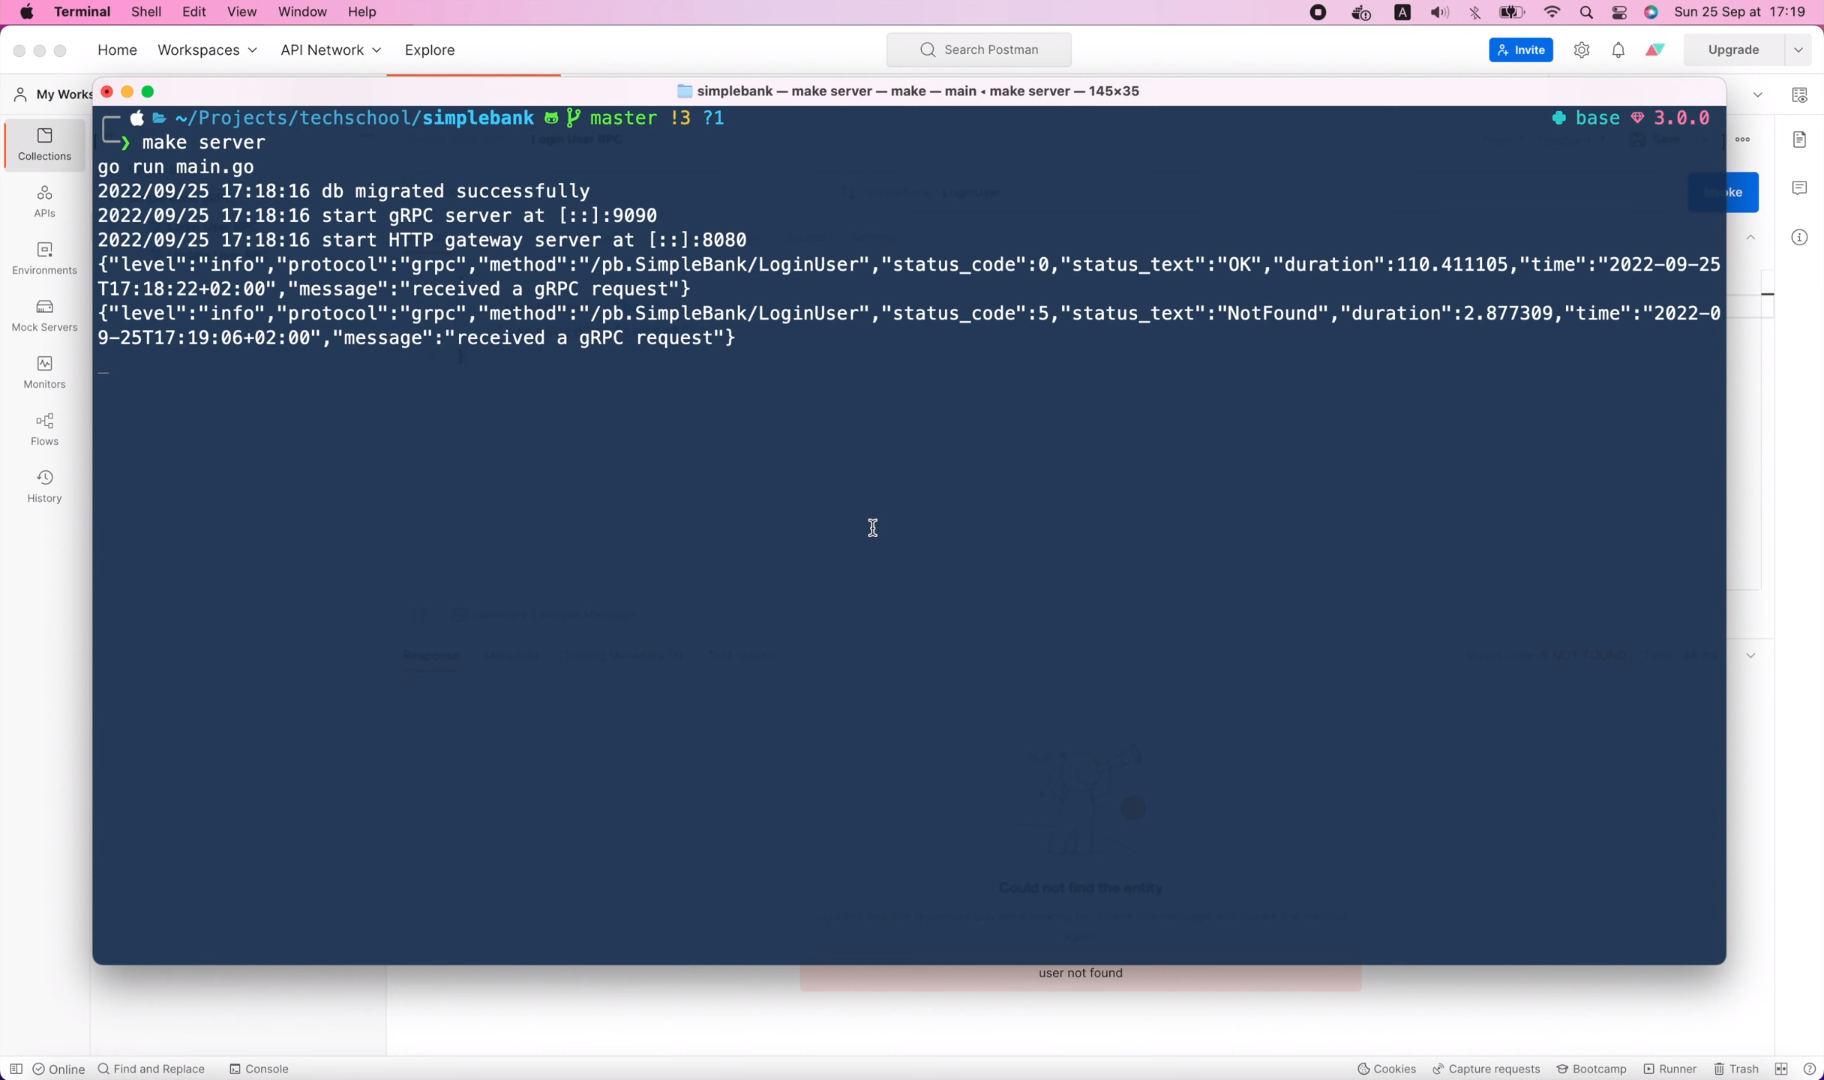 Terminal Shell Edit View Window Help
A
Sun 25 Sep at 17:19
Home Workspaces API Network Explore
Search Postman
Invite
Upgrade
My Works
simplebank — make server — make — main ◂ make server — 145×35
~/Projects/techschool/simplebank master !3 ?1
base 3.0.0
❯ make server
go run main.go
2022/09/25 17:18:16 db migrated successfully
2022/09/25 17:18:16 start gRPC server at [::]:9090
2022/09/25 17:18:16 start HTTP gateway server at [::]:8080
{"level":"info","protocol":"grpc","method":"/pb.SimpleBank/LoginUser","status_code":0,"status_text":"OK","duration":110.411105,"time":"2022-09-25
T17:18:22+02:00","message":"received a gRPC request"}
{"level":"info","protocol":"grpc","method":"/pb.SimpleBank/LoginUser","status_code":5,"status_text":"NotFound","duration":2.877309,"time":"2022-0
9-25T17:19:06+02:00","message":"received a gRPC request"}
Collections
APIs
Environments
Mock Servers
Monitors
Flows
History
Save
oke
Response
Could not find the entity
user not found
Online Find and Replace Console
Cookies Capture requests Bootcamp Runner Trash